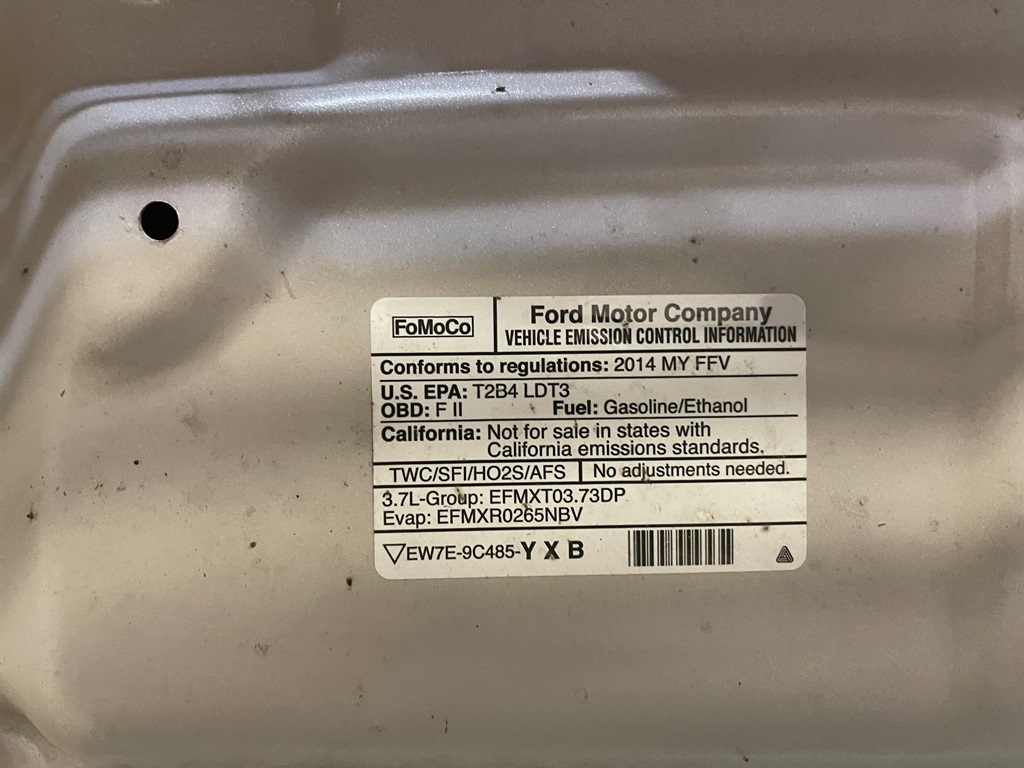 FoMoCo
Ford Motor Company
VEHICLE EMISSION CONTROL INFORMATION
Conforms to regulations: 2014 MY FFV
U.S. EPA: T2B4 LDT3
OBD: F II Fuel: Gasoline/Ethanol
California: Not for sale in states with
California emissions standards.
TWC/SFI/HO2S/AFS No adjustments needed.
3.7L-Group: EFMXT03.73DP
Evap: EFMXR0265NBV
EW7E-9C485-Y X B